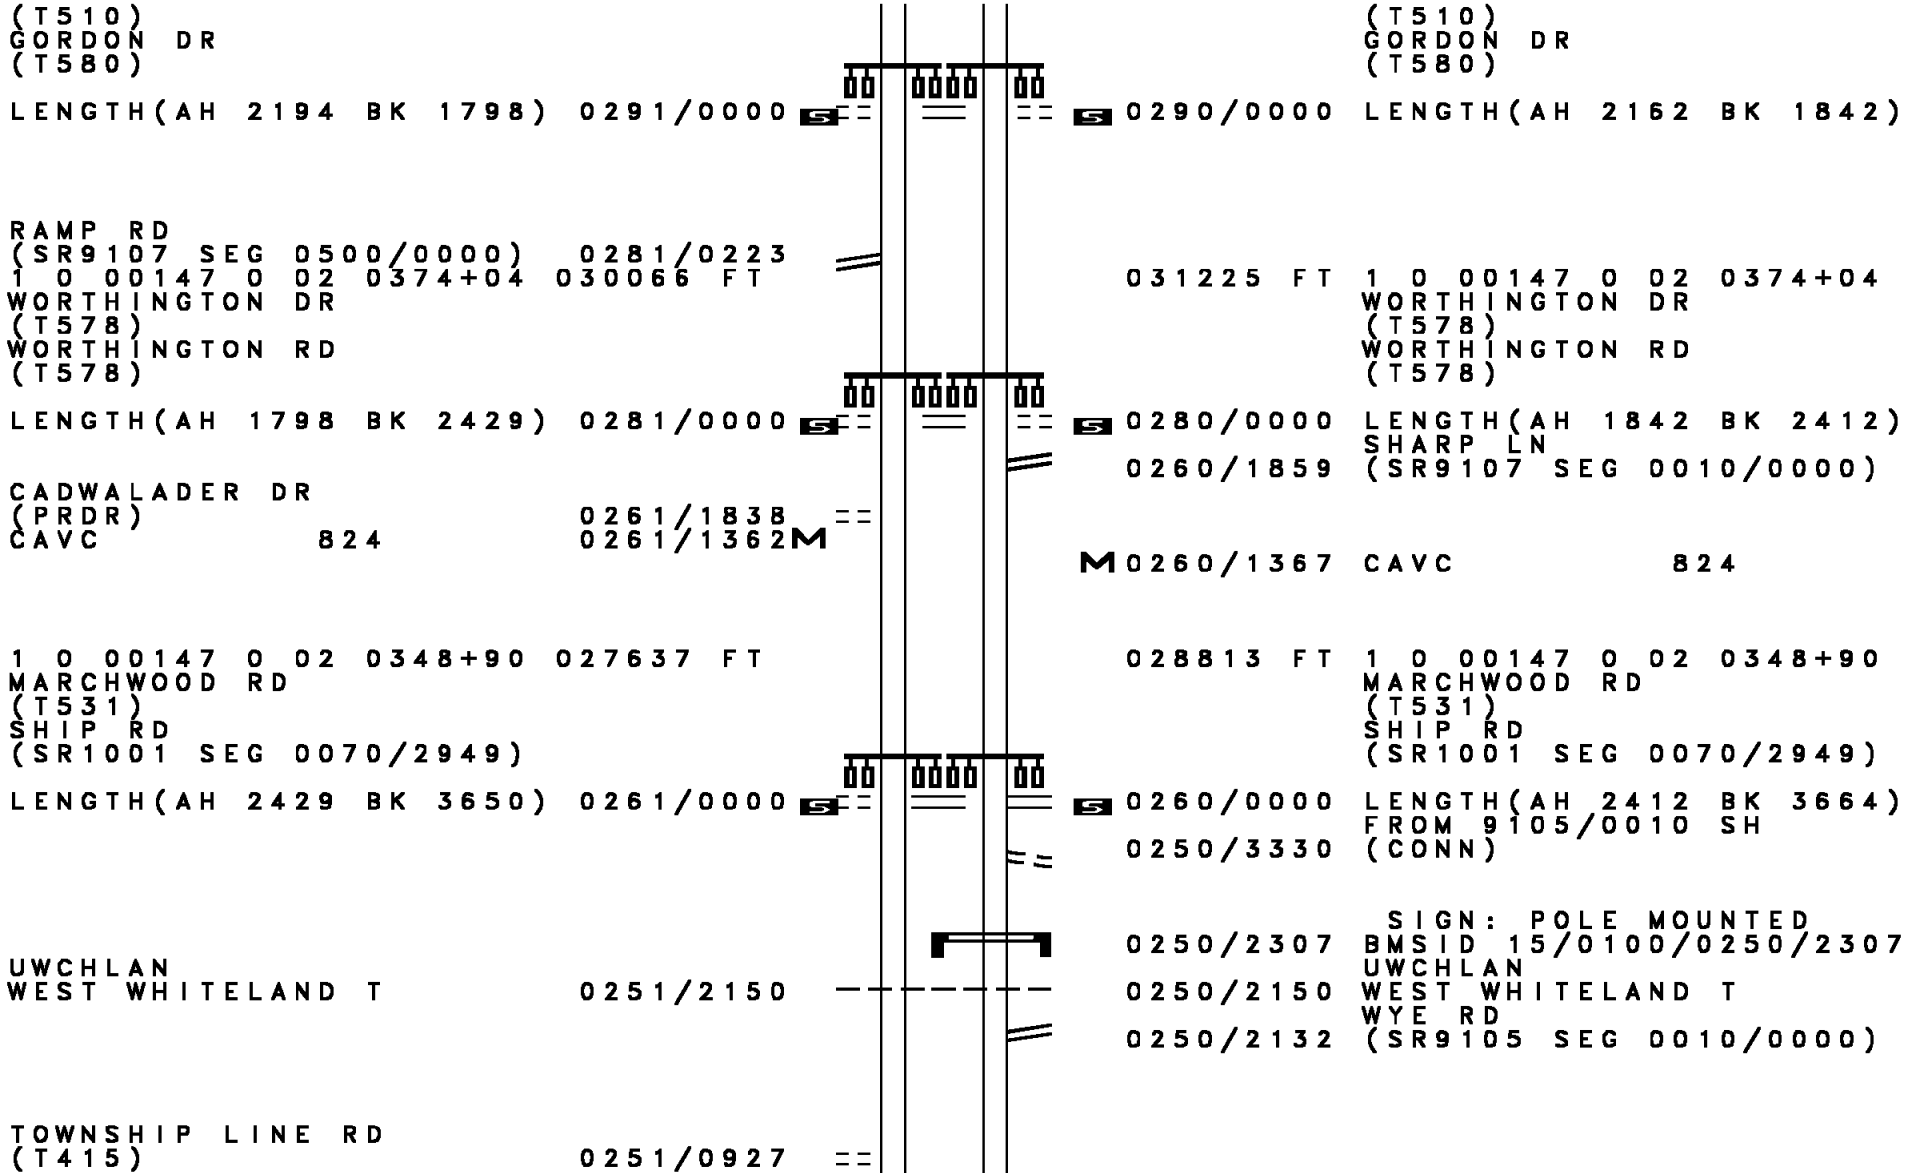 (T510)                                                      (T510)
GORDON DR                                                   GORDON DR
(T580)                                                      (T580)
LENGTH(AH 2194 BK 1798) 0291/0000 S     S 0290/0000 LENGTH(AH 2162 BK 1842)
RAMP RD
(SR9107 SEG 0500/0000) 0281/0223
1 0 00147 0 02 0374+04 030066 FT     031225 FT 1 0 00147 0 02 0374+04
WORTHINGTON DR     WORTHINGTON DR
(T578)     (T578)
WORTHINGTON RD     WORTHINGTON RD
(T578)     (T578)
LENGTH(AH 1798 BK 2429) 0281/0000 S     S 0280/0000 LENGTH(AH 1842 BK 2412)
SHARP LN
0260/1859 (SR9107 SEG 0010/0000)
CADWALADER DR
(PRDR) 0261/1838
CAVC 824 0261/1362 M
M 0260/1367 CAVC 824
1 0 00147 0 02 0348+90 027637 FT     028813 FT 1 0 00147 0 02 0348+90
MARCHWOOD RD     MARCHWOOD RD
(T531)     (T531)
SHIP RD     SHIP RD
(SR1001 SEG 0070/2949)     (SR1001 SEG 0070/2949)
LENGTH(AH 2429 BK 3650) 0261/0000 S     S 0260/0000 LENGTH(AH 2412 BK 3664)
FROM 9105/0010 SH
0250/3330 (CONN)
SIGN: POLE MOUNTED
0250/2307 BMSID 15/0100/0250/2307
UWCHLAN     UWCHLAN
WEST WHITELAND T 0251/2150     0250/2150 WEST WHITELAND T
WYE RD
0250/2132 (SR9105 SEG 0010/0000)
TOWNSHIP LINE RD
(T415) 0251/0927